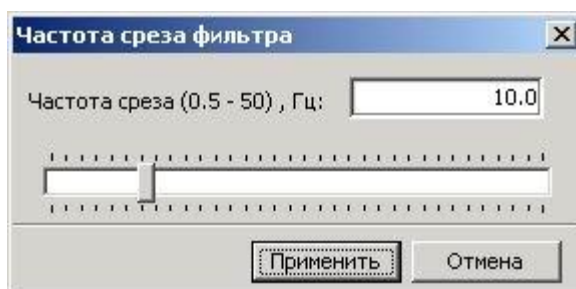 Частота среза фильтра
Частота среза (0.5 - 50) , Гц: 10.0
Применить Отмена